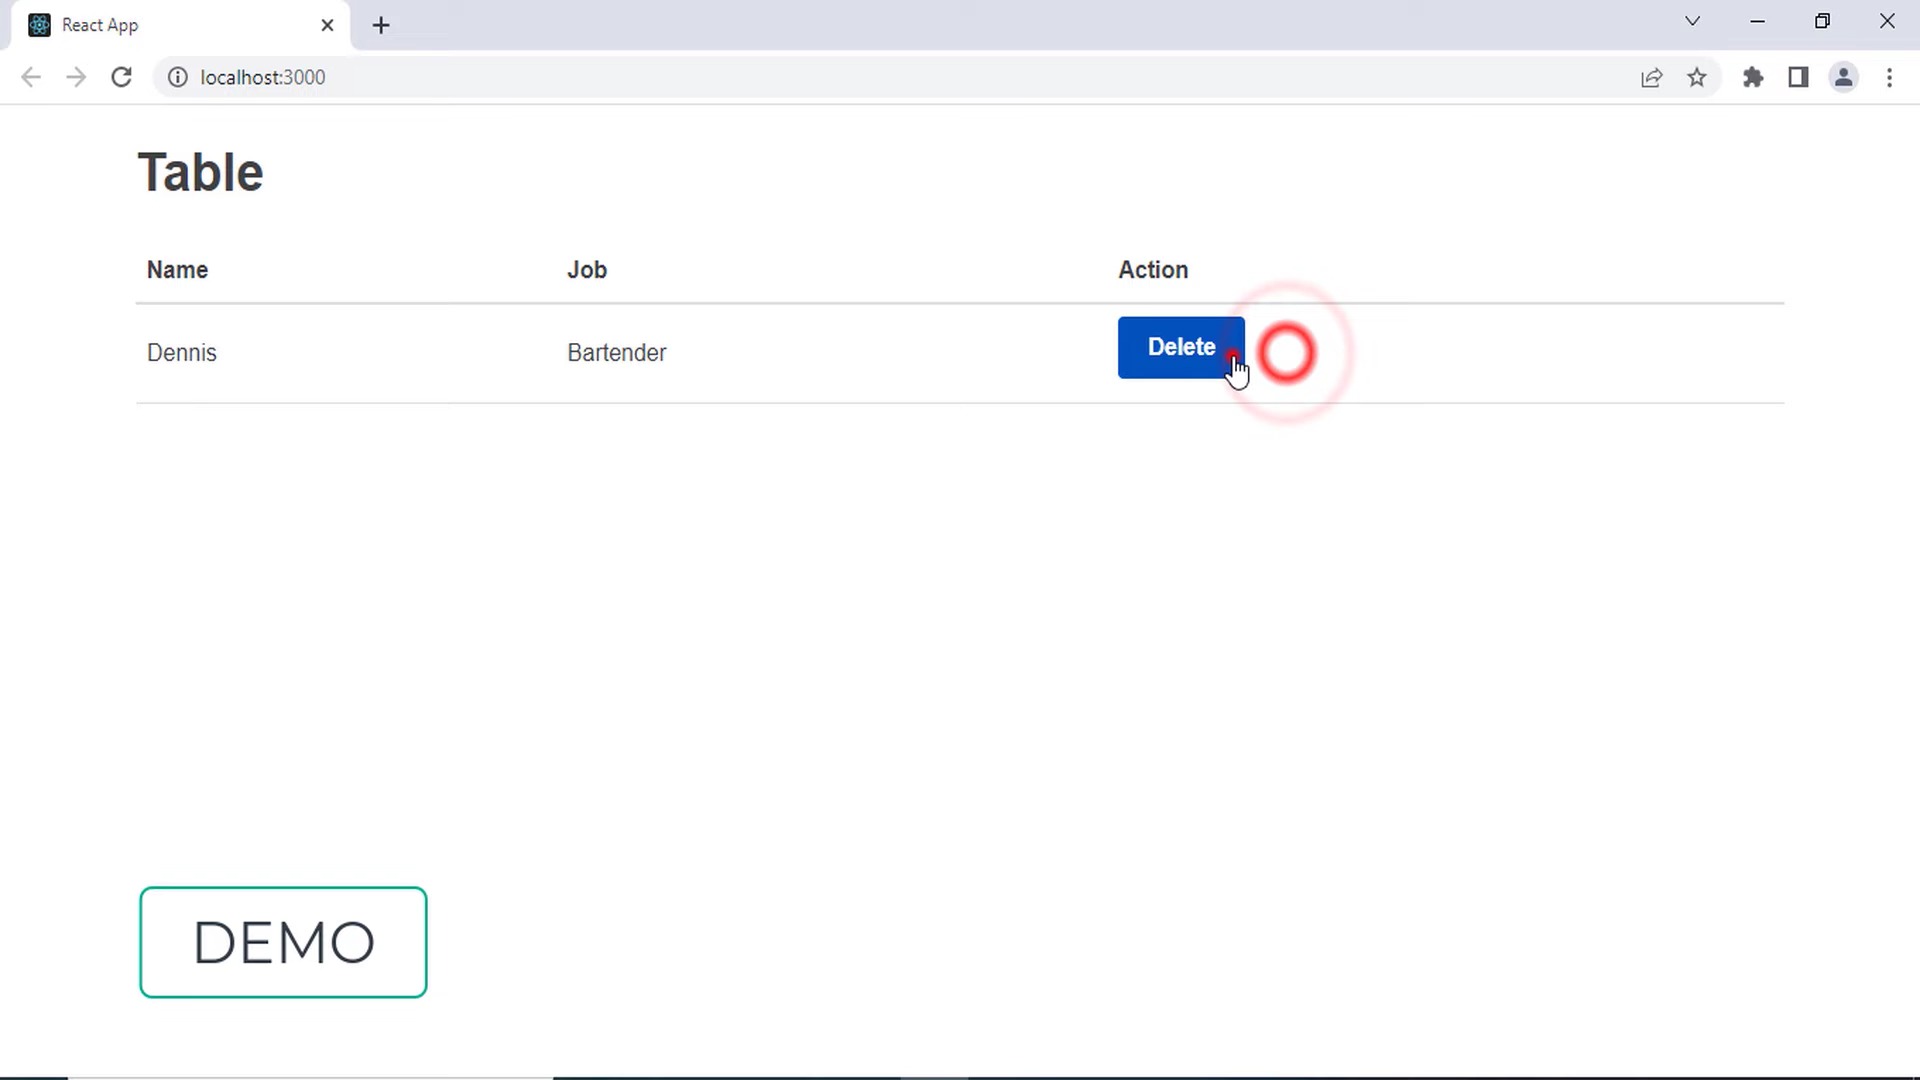 React App
localhost:3000
Table
Name Job Action
Dennis Bartender Delete
DEMO